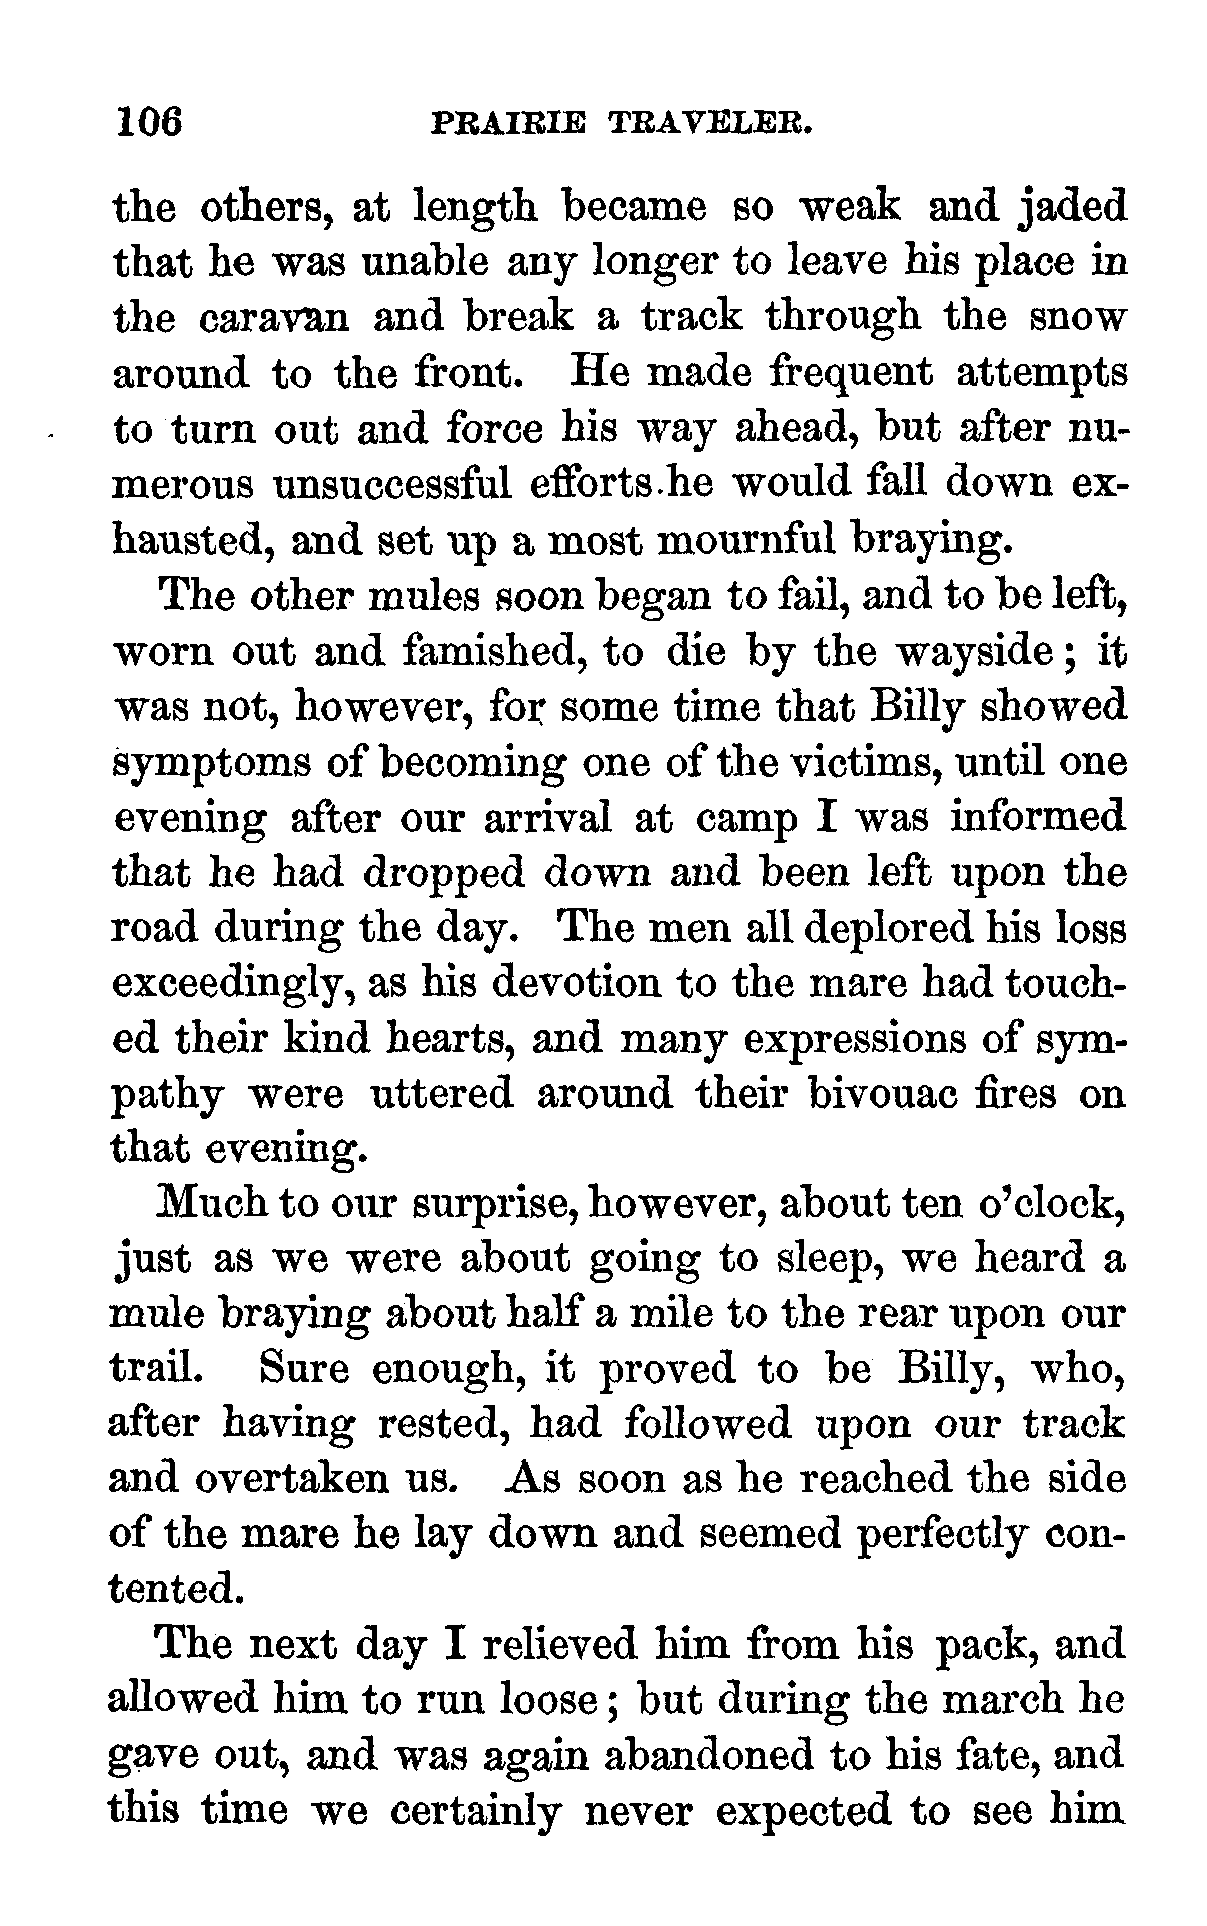 106 PRAIRIE TRAVELER.
the others, at length became so weak and jaded
that he was unable any longer to leave his place in
the caravan and break a track through the snow
around to the front. He made frequent attempts
to turn out and force his way ahead, but after nu-
merous unsuccessful efforts.he would fall down ex-
hausted, and set up a most mournful braying.
The other mules soon began to fail, and to be left,
worn out and famished, to die by the wayside; it
was not, however, for some time that Billy showed
symptoms of becoming one of the victims, until one
evening after our arrival at camp I was informed
that he had dropped down and been left upon the
road during the day. The men all deplored his loss
exceedingly, as his devotion to the mare had touch-
ed their kind hearts, and many expressions of sym-
pathy were uttered around their bivouac fires on
that evening.
Much to our surprise, however, about ten o'clock,
just as we were about going to sleep, we heard a
mule braying about half a mile to the rear upon our
trail. Sure enough, it proved to be Billy, who,
after having rested, had followed upon our track
and overtaken us. As soon as he reached the side
of the mare he lay down and seemed perfectly con-
tented.
The next day I relieved him from his pack, and
allowed him to run loose; but during the march he
gave out, and was again abandoned to his fate, and
this time we certainly never expected to see him